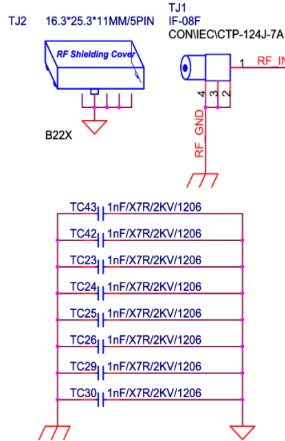 TJ1
TJ2 16.3*25.3*11MM/5PIN IF-08F
CON\IEC\CTP-124J-7A
RF Shielding Cover
1 RF_IN
4 3 2
B22X
RF_GND
TC43 1nF/X7R/2KV/1206
TC42 1nF/X7R/2KV/1206
TC23 1nF/X7R/2KV/1206
TC24 1nF/X7R/2KV/1206
TC25 1nF/X7R/2KV/1206
TC26 1nF/X7R/2KV/1206
TC29 1nF/X7R/2KV/1206
TC30 1nF/X7R/2KV/1206